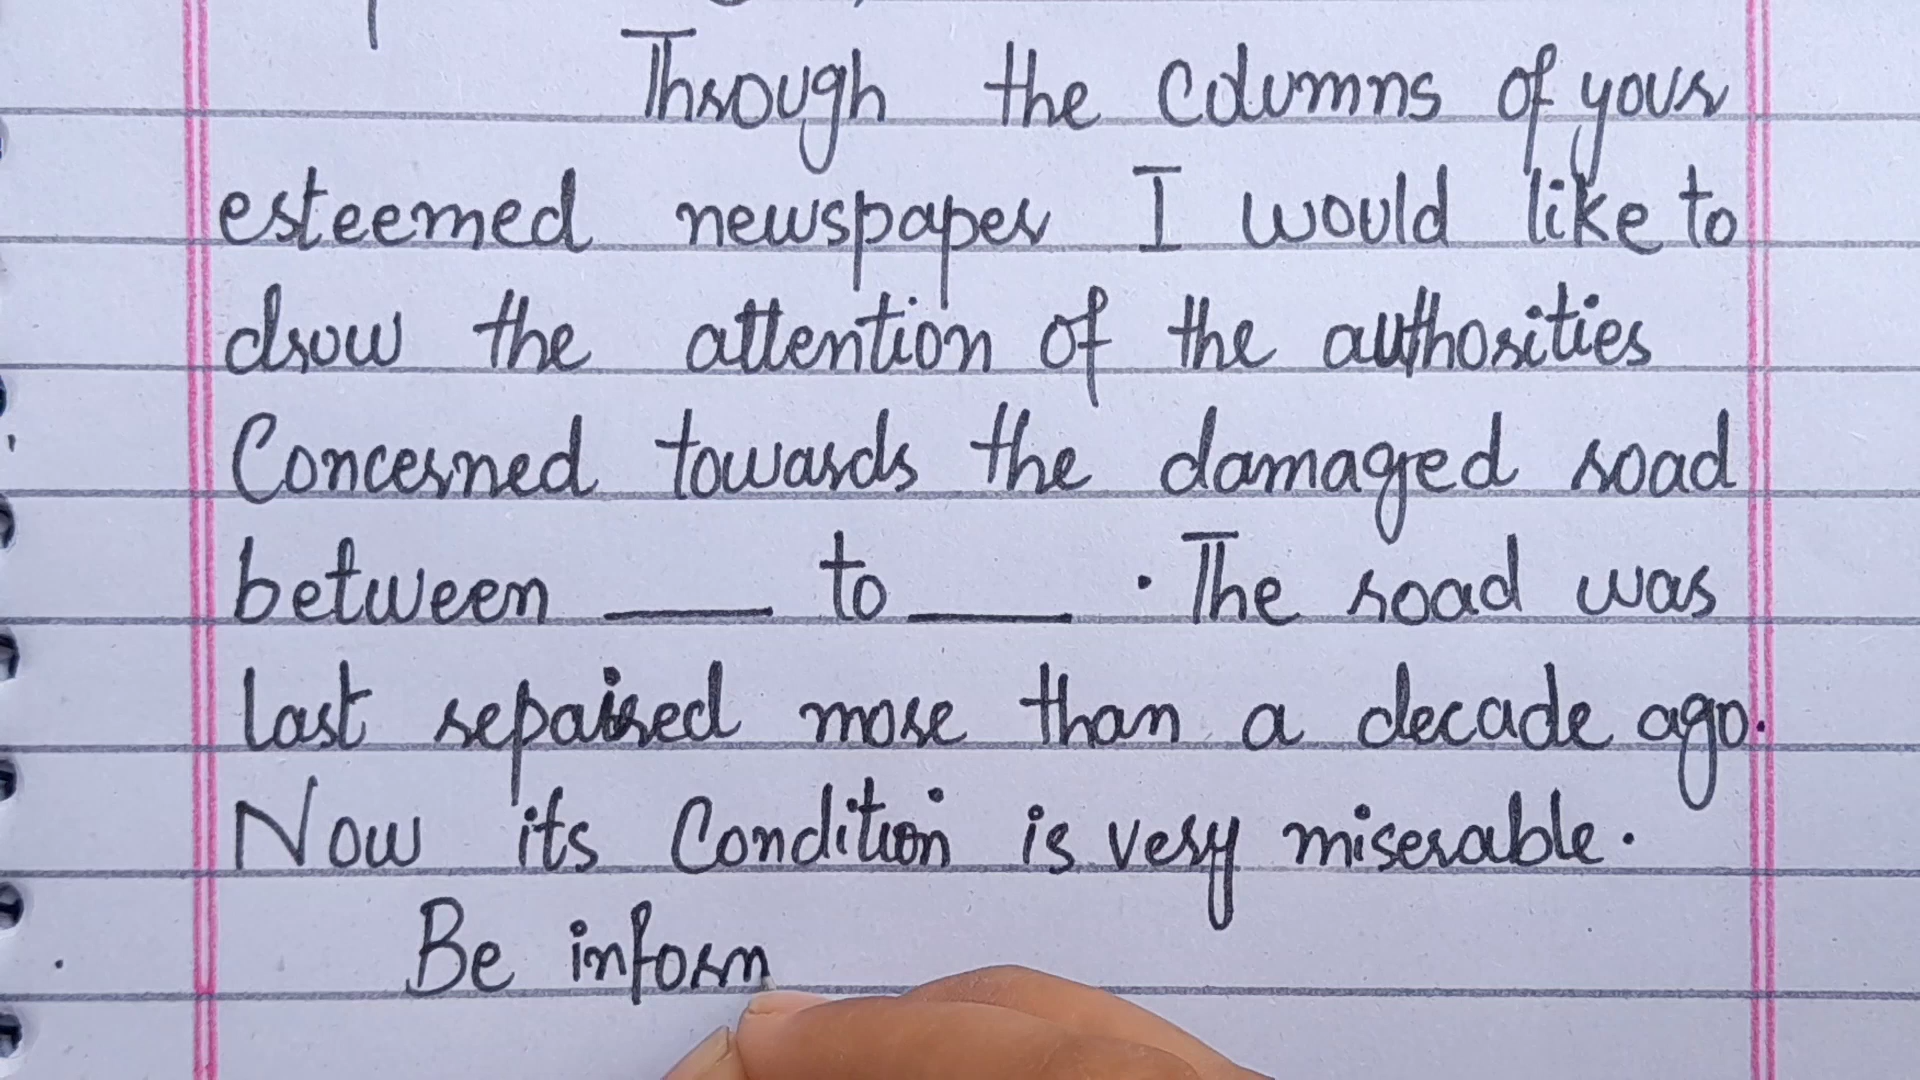 Through the columns of your
esteemed newspaper I would like to
drow the attention of the authorities
Concerned towards the damaged road
between ____ to ____ . The road was
last repaired more than a decade ago.
Now its Condition is very miserable.
Be inform